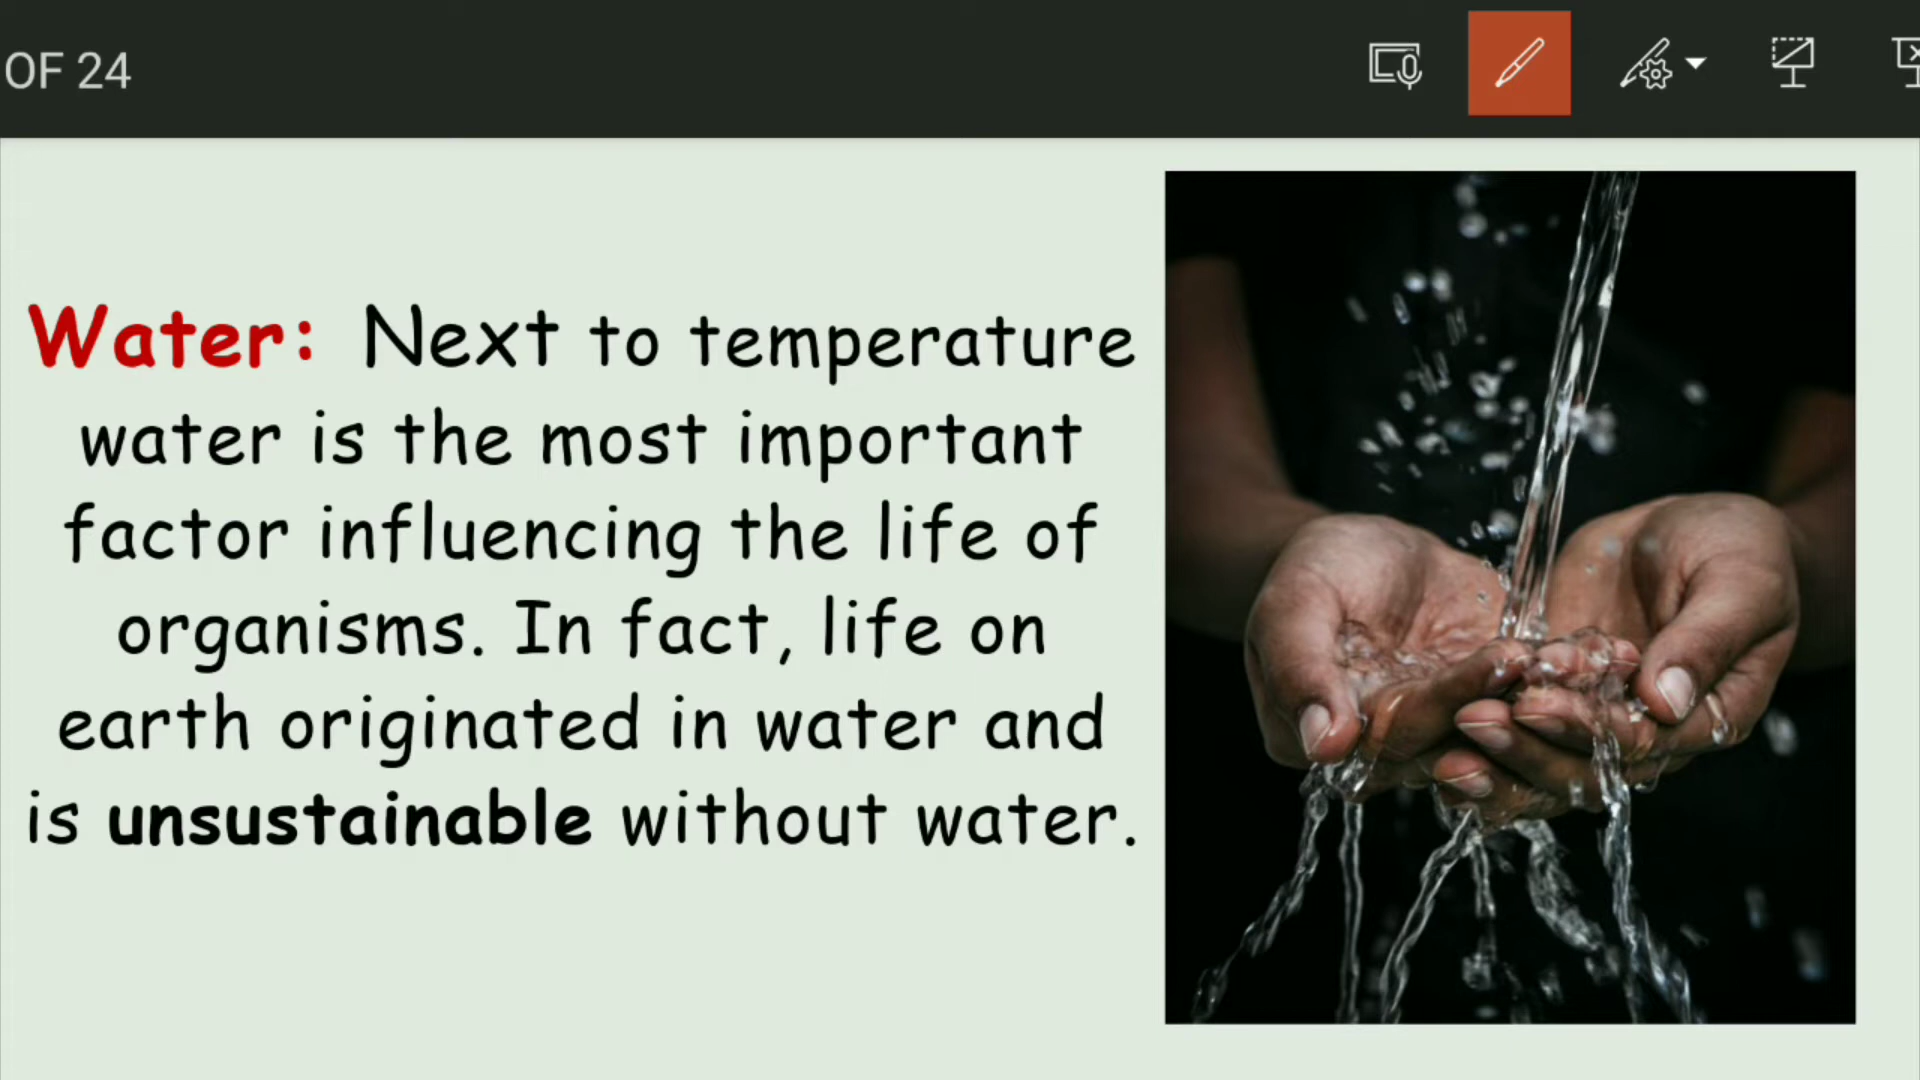 OF 24
Water: Next to temperature
water is the most important
factor influencing the life of
organisms. In fact, life on
earth originated in water and
is unsustainable without water.